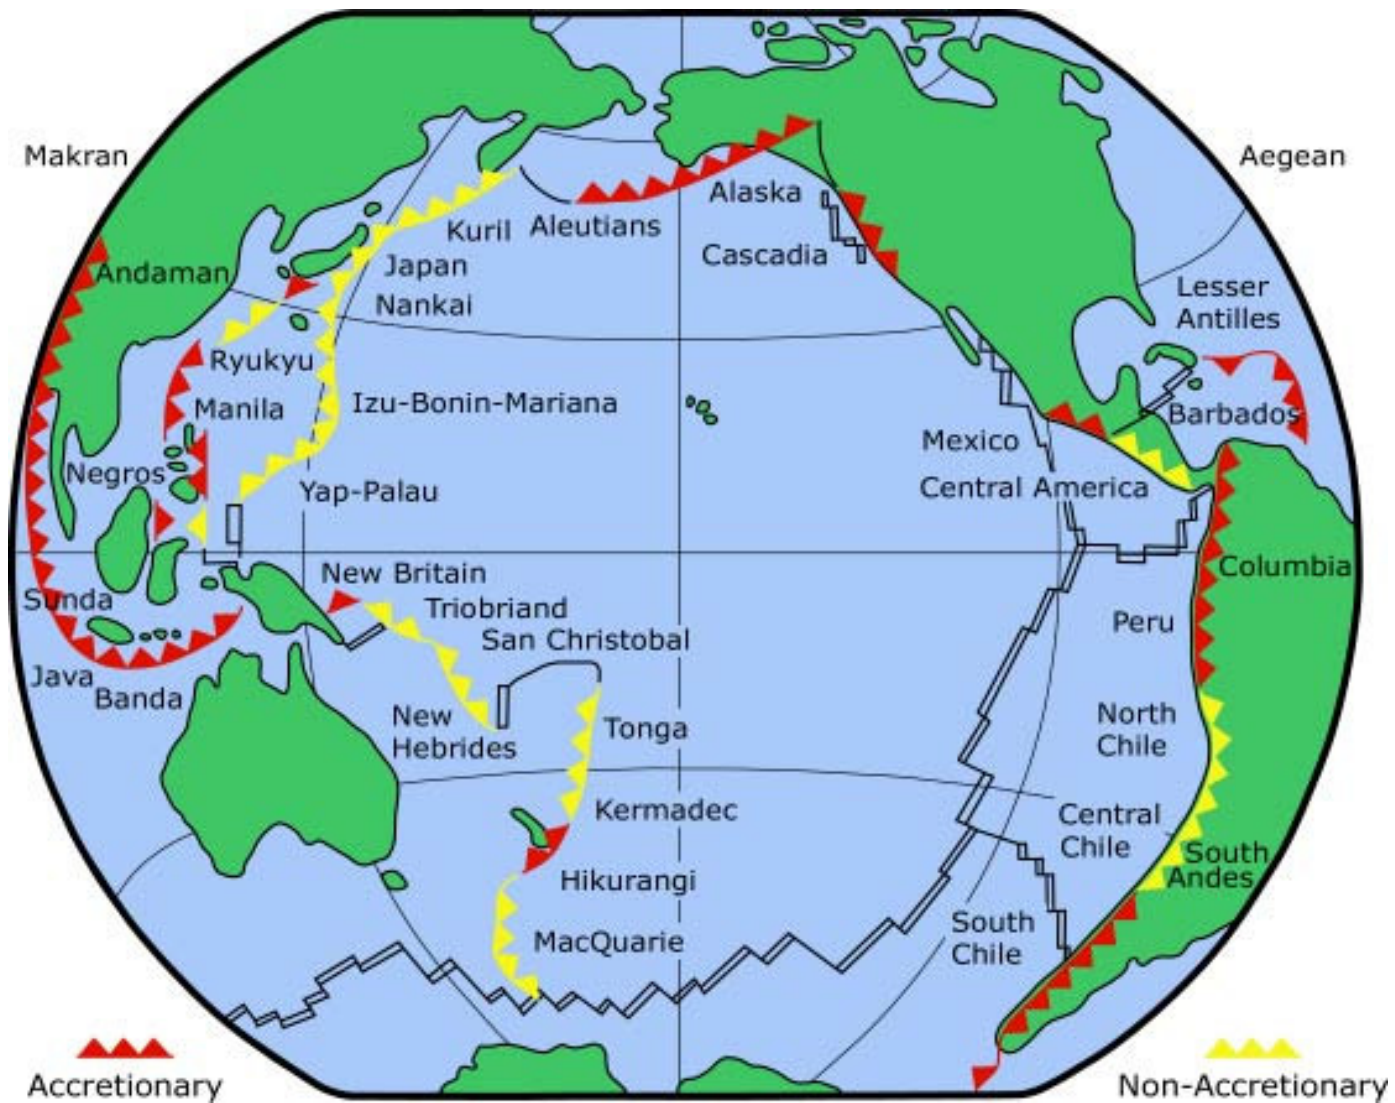 Makran
Aegean
Alaska
Kuril
Aleutians
Cascadia
Japan
Andaman
Lesser
Antilles
Nankai
Ryukyu
Izu-Bonin-Mariana
Manila
Barbados
Mexico
Negros
Yap-Palau
Central America
New Britain
Columbia
Sunda
Triobriand
Peru
San Christobal
Java
Banda
New
Hebrides
Tonga
North
Chile
Kermadec
Central
Chile
South
Andes
Hikurangi
MacQuarie
South
Chile
Accretionary
Non-Accretionary